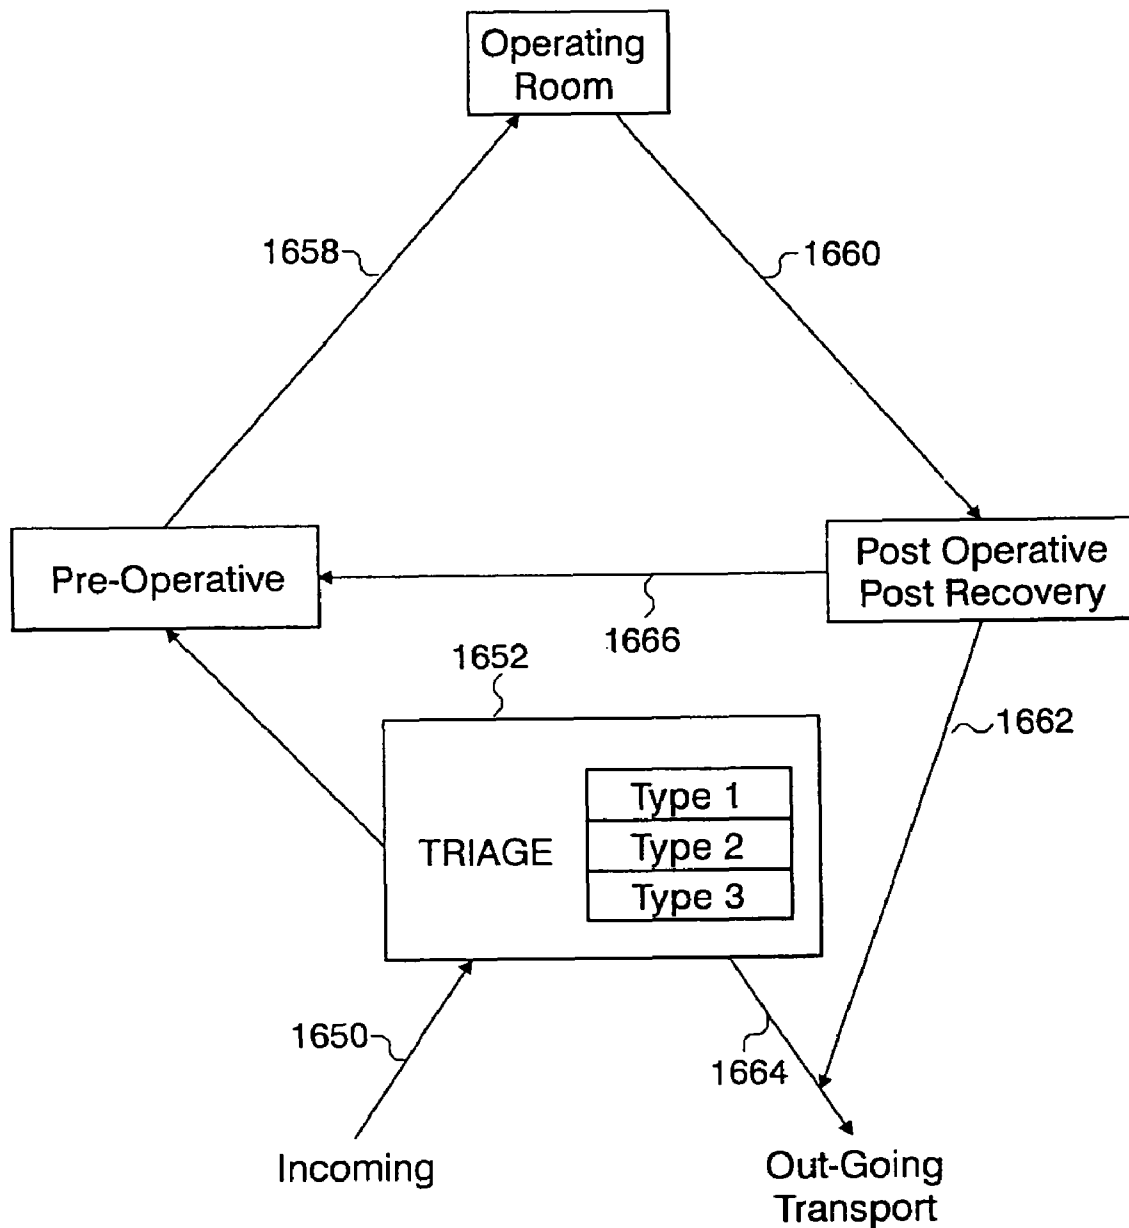 Operating
Room
1658
1660
Pre-Operative
Post Operative
Post Recovery
1666
1652
1662
TRIAGE
Type 1
Type 2
Type 3
1650
1664
Incoming
Out-Going
Transport